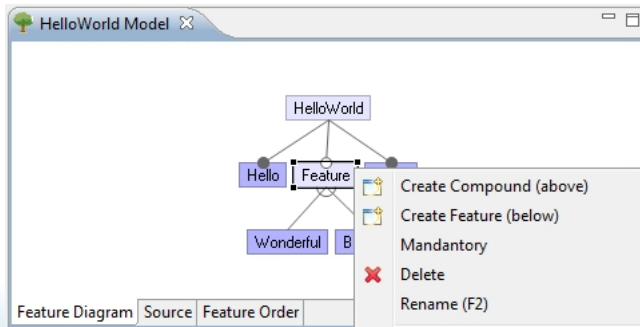 HelloWorld Model
HelloWorld
Hello Feature
Create Compound (above)
Create Feature (below)
Wonderful B
Mandantory
Delete
Rename (F2)
Feature Diagram Source Feature Order